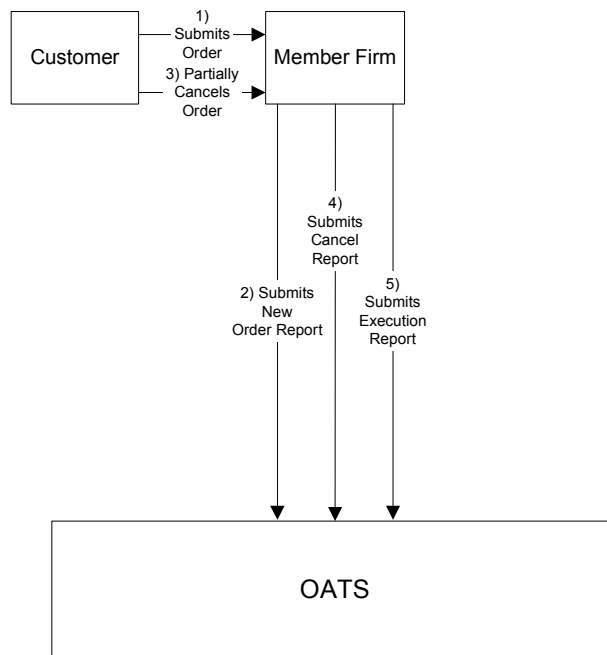 Customer
1)
Submits
Order
3) Partially
Cancels
Order
Member Firm
2) Submits
New
Order Report
4)
Submits
Cancel
Report
5)
Submits
Execution
Report
OATS